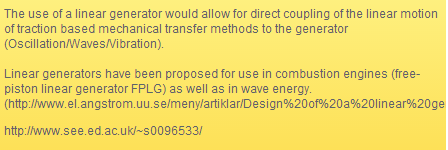 The use of a linear generator would allow for direct coupling of the linear motion
of traction based mechanical transfer methods to the generator
(Oscillation/Waves/Vibration).
Linear generators have been proposed for use in combustion engines (free-
piston linear generator FPLG) as well as in wave energy.
(http://www.el.angstrom.uu.se/meny/artiklar/Design%20of%20a%20linear%20ge
http://www.see.ed.ac.uk/~s0096533/